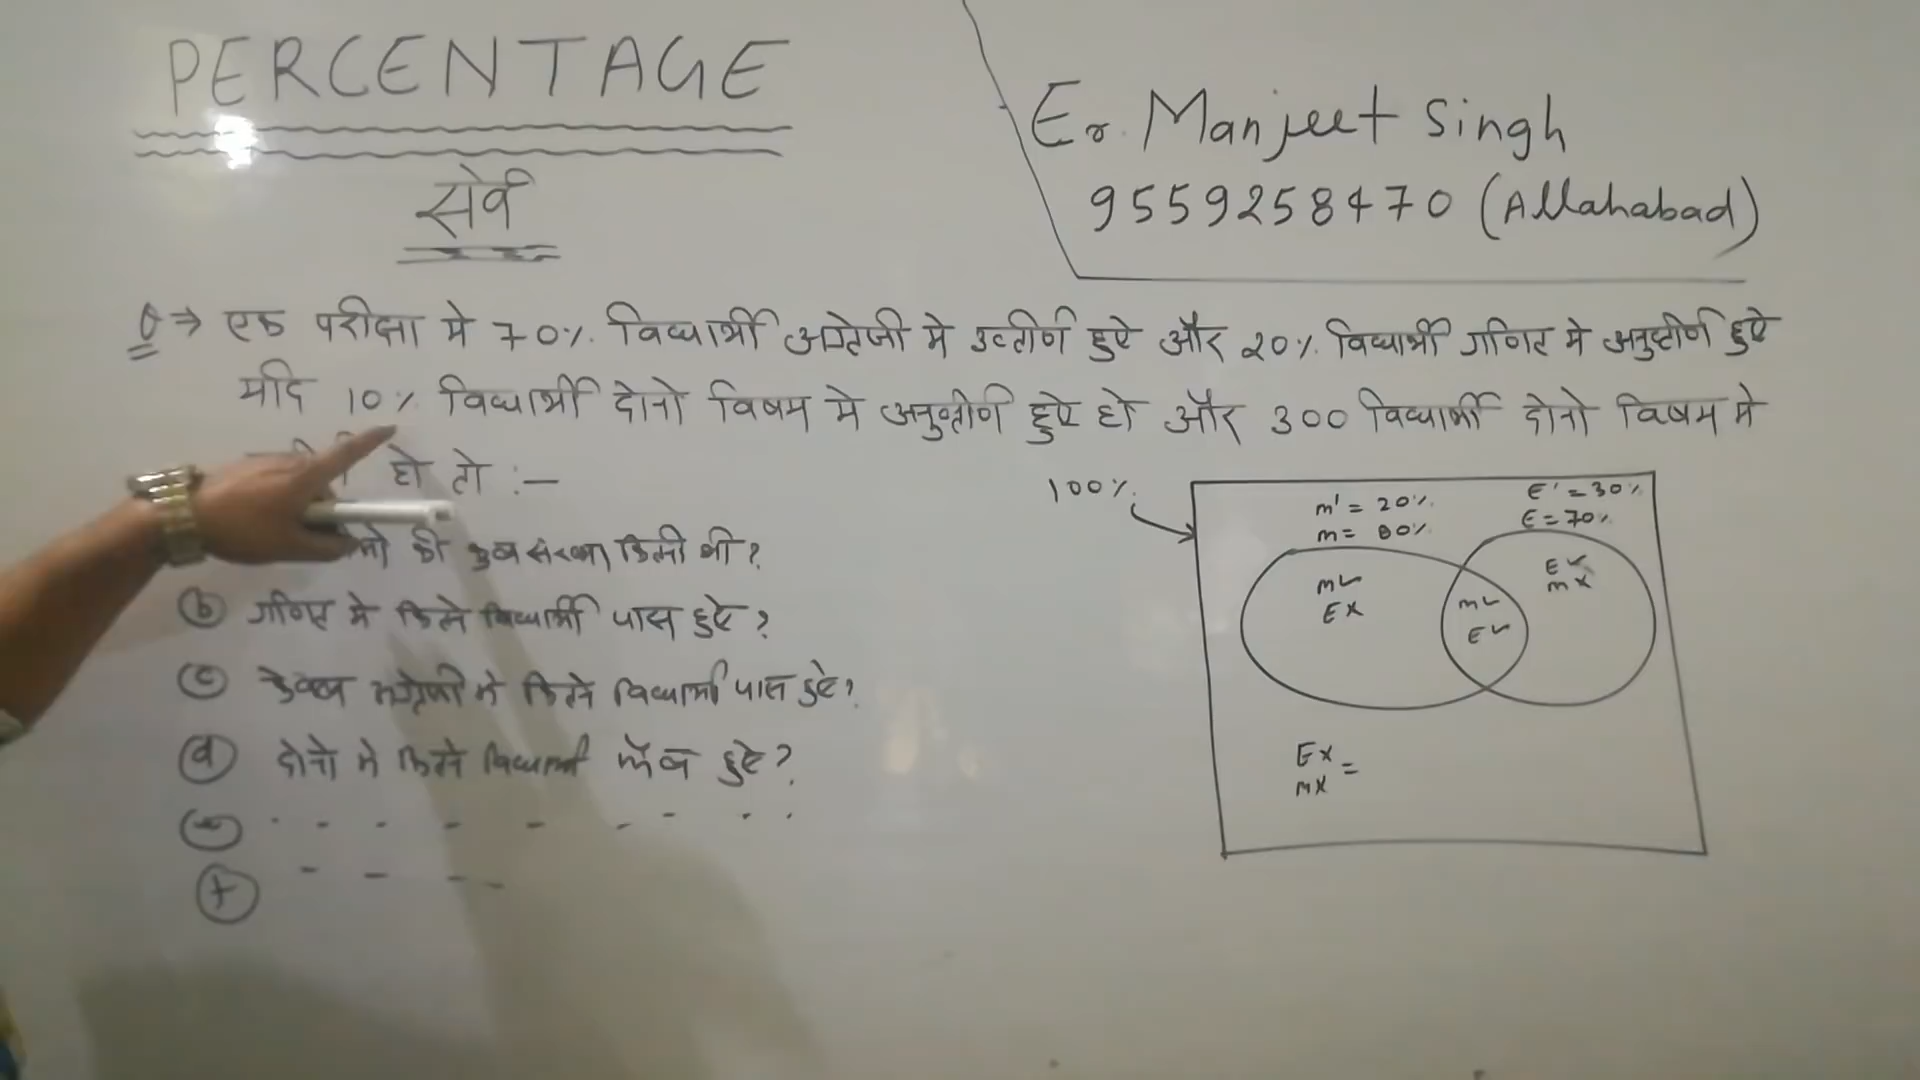 PERCENTAGE
Er. Manjeet Singh
9559258470 (Allahabad)
Q ⇒ एक परीक्षा मे 70% विद्यार्थी अंग्रेजी मे उत्तीर्ण हुऐ और 20% विद्यार्थी गणित मे अनुत्तीर्ण हुऐ
यदि 10% विद्यार्थी दोनो विषय मे अनुत्तीर्ण हुऐ हो और 300 विद्यार्थी दोनो विषय मे
हो तो :-
की कुल संख्या कितनी थी?
(b) गणित मे कितने विद्यार्थी पास हुऐ?
(c) केवल अंग्रेजी मे कितने विद्यार्थी पास हुऐ?
(d) दोनो मे कितने विद्यार्थी फेल हुऐ?
(e) - - - - - - - - -
(f) - - - -
100%
m' = 20%
m = 80%
E' = 30%
E = 70%
m✓
E×
m✓
E✓
E✓
m×
E×
m× =